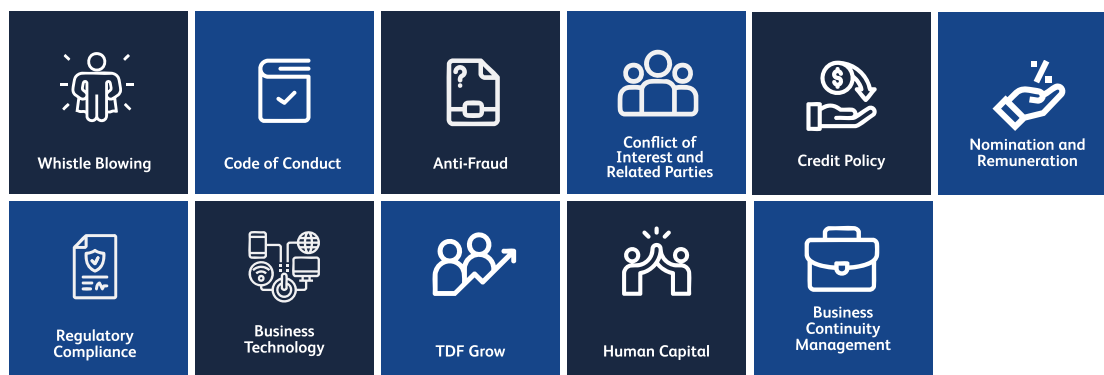 Whistle Blowing
Code of Conduct
?
Anti-Fraud
Conflict of
Interest and
Related Parties
$
Credit Policy
%
Nomination and
Remuneration
Regulatory
Compliance
Business
Technology
TDF Grow
Human Capital
Business
Continuity
Management